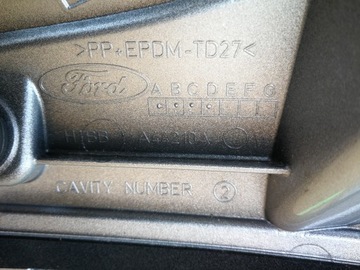 >PP+EPDM-TD27<
Ford
A B C D E F G
CAVITY NUMBER 2